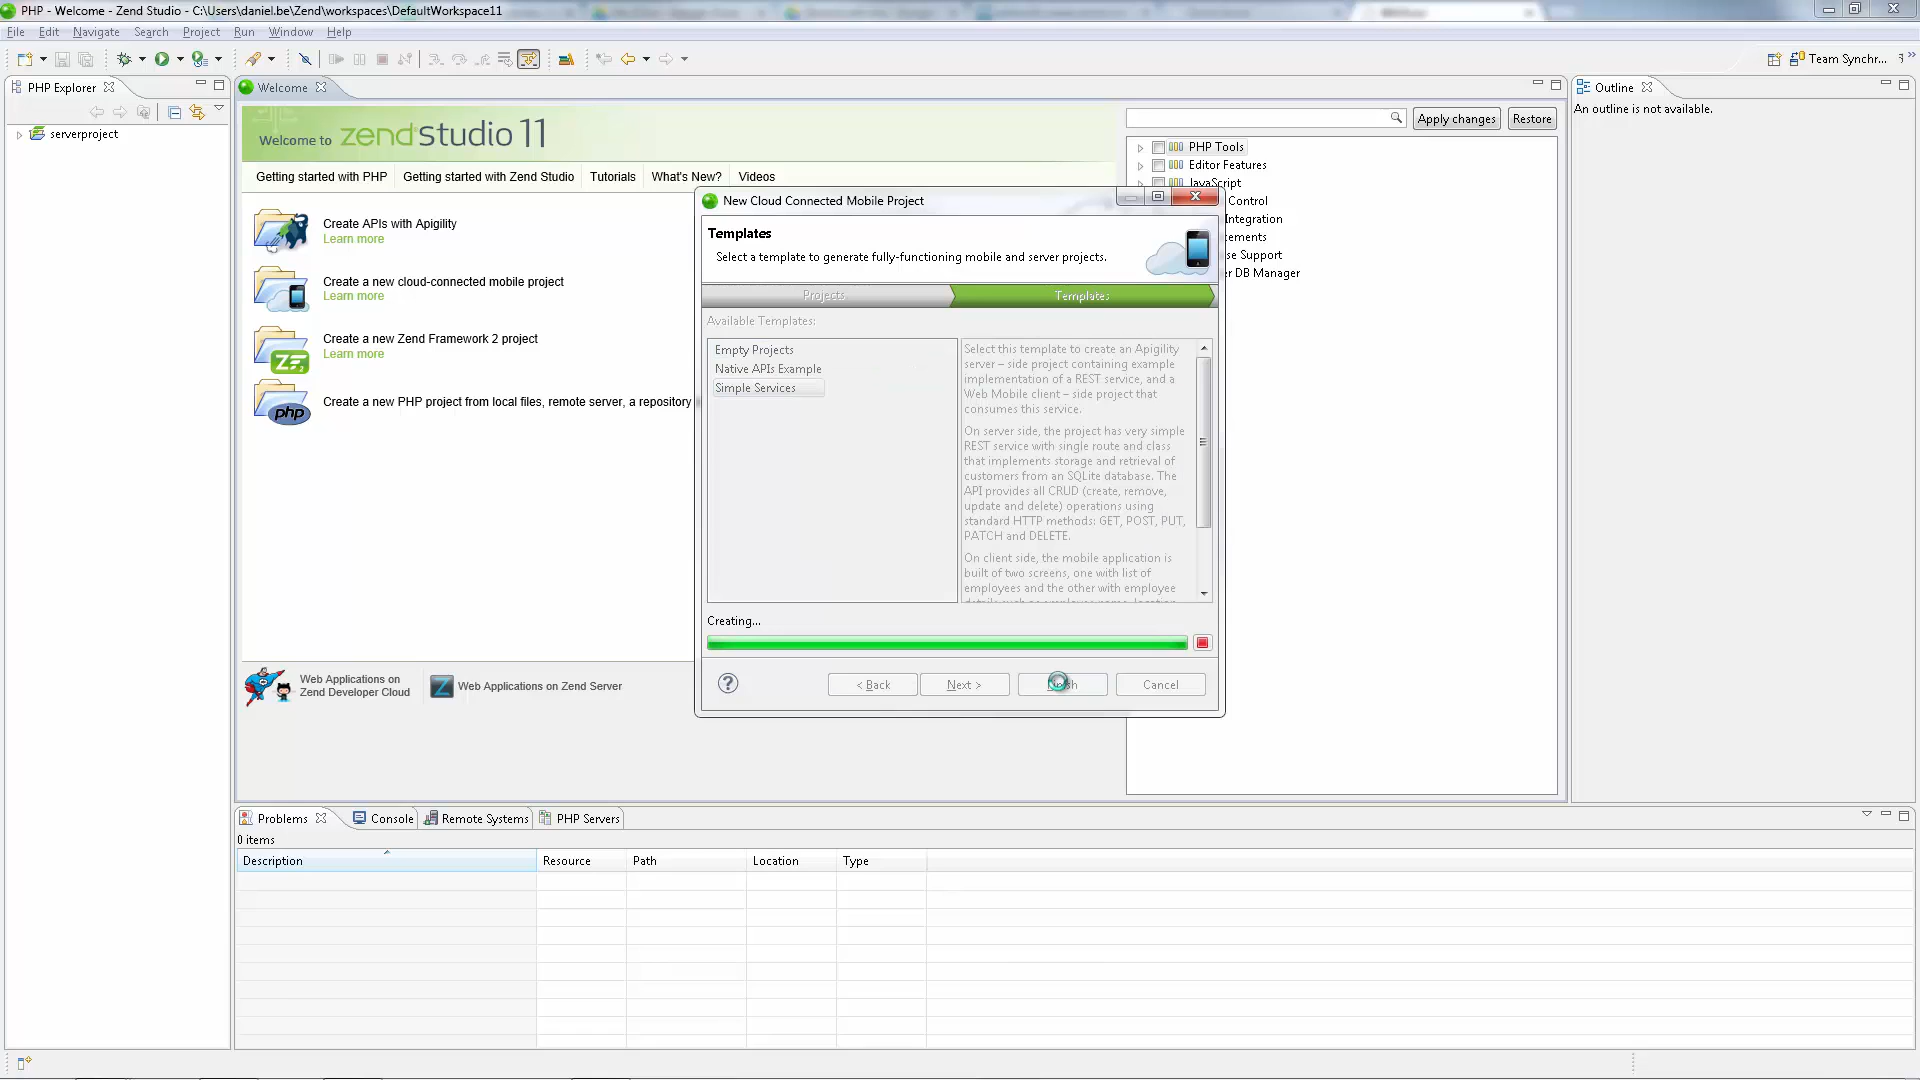 PHP - Welcome - Zend Studio - C:\Users\daniel.be\Zend\workspaces\DefaultWorkspace11
File Edit Navigate Search Project Run Window Help
Team Synchr...
PHP Explorer
serverproject
Welcome
Welcome to zend studio 11
Getting started with PHP
Getting started with Zend Studio
Tutorials
What's New?
Videos
Create APIs with Apigility
Learn more
Create a new cloud-connected mobile project
Learn more
Create a new Zend Framework 2 project
Learn more
Create a new PHP project from local files, remote server, a repository
php
Web Applications on
Zend Developer Cloud
Web Applications on Zend Server
Apply changes
Restore
PHP Tools
Editor Features
JavaScript
Control
Integration
ements
se Support
r DB Manager
Outline
An outline is not available.
New Cloud Connected Mobile Project
Templates
Select a template to generate fully-functioning mobile and server projects.
Projects
Templates
Available Templates:
Empty Projects
Native APIs Example
Simple Services
Select this template to create an Apigility
server – side project containing example
implementation of a REST service, and a
Web Mobile client – side project that
consumes this service.
On server side, the project has very simple
REST service with single route and class
that implements storage and retrieval of
customers from an SQLite database. The
API provides all CRUD (create, remove,
update and delete) operations using
standard HTTP methods: GET, POST, PUT,
PATCH and DELETE.
On client side, the mobile application is
built of two screens, one with list of
employees and the other with employee
Creating...
< Back
Next >
Finish
Cancel
Problems
Console
Remote Systems
PHP Servers
0 items
Description
Resource
Path
Location
Type